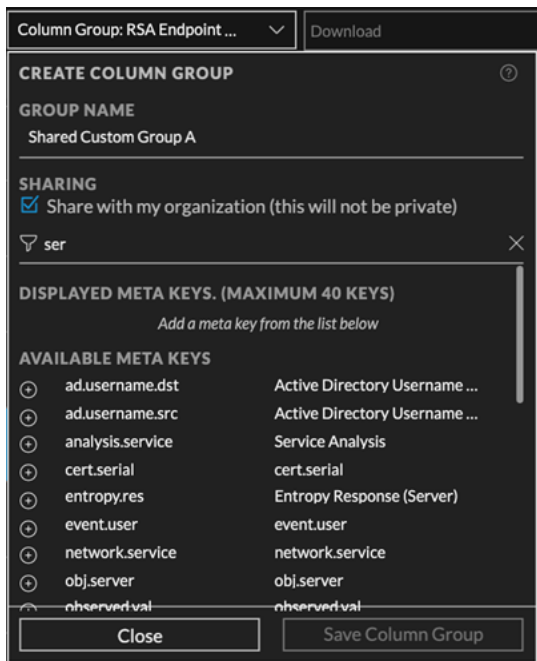 Column Group: RSA Endpoint ... Download
CREATE COLUMN GROUP
GROUP NAME
Shared Custom Group A
SHARING
Share with my organization (this will not be private)
ser
DISPLAYED META KEYS. (MAXIMUM 40 KEYS)
Add a meta key from the list below
AVAILABLE META KEYS
ad.username.dst Active Directory Username ...
ad.username.src Active Directory Username ...
analysis.service Service Analysis
cert.serial cert.serial
entropy.res Entropy Response (Server)
event.user event.user
network.service network.service
obj.server obj.server
observed.val observed.val
Close Save Column Group